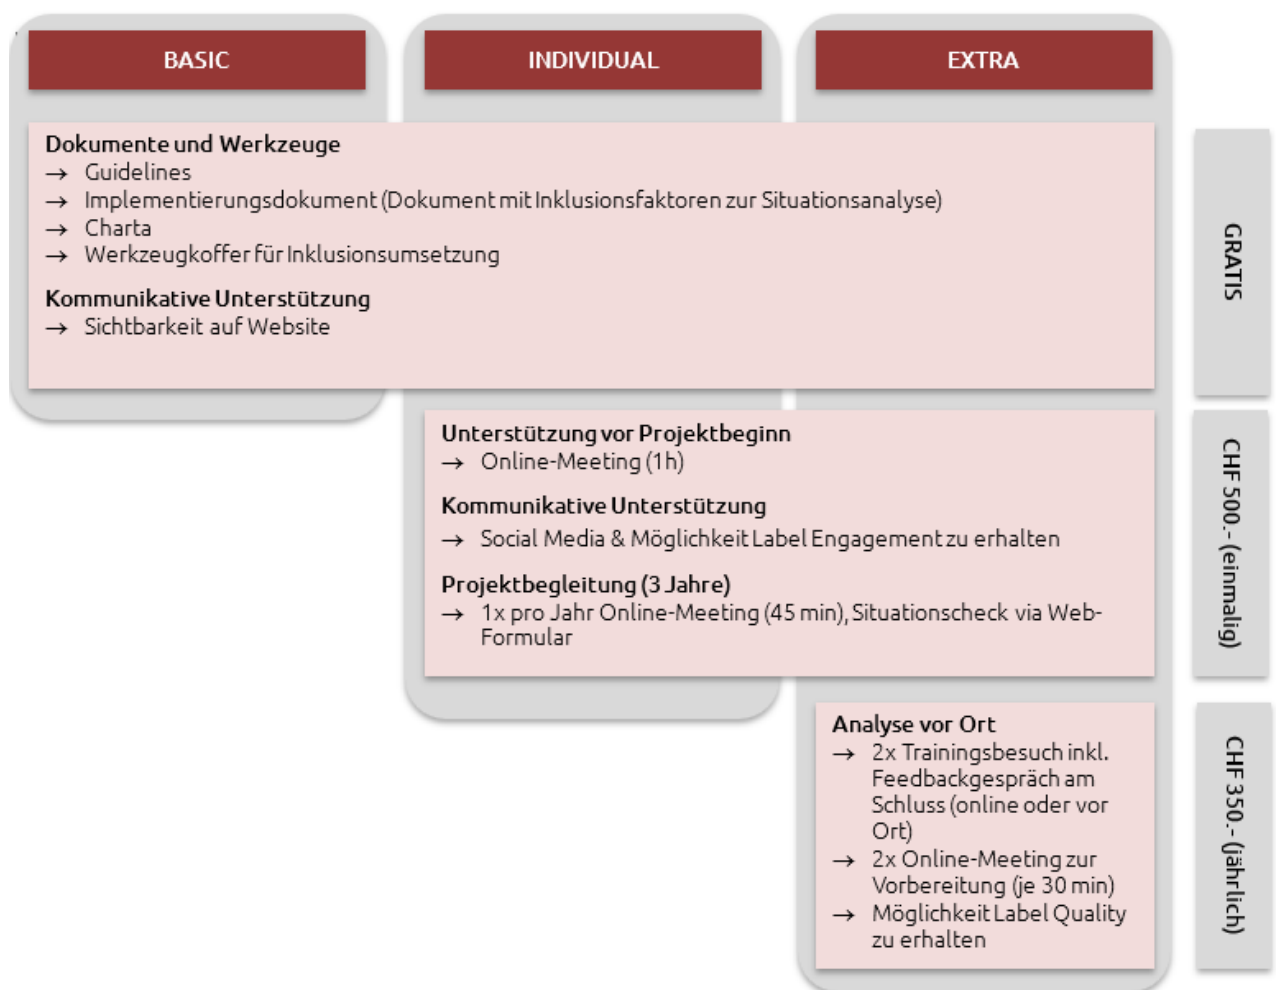 BASIC
INDIVIDUAL
EXTRA
Dokumente und Werkzeuge
→ Guidelines
→ Implementierungsdokument (Dokument mit Inklusionsfaktoren zur Situationsanalyse)
→ Charta
→ Werkzeugkoffer für Inklusionsumsetzung
Kommunikative Unterstützung
→ Sichtbarkeit auf Website
GRATIS
Unterstützung vor Projektbeginn
→ Online-Meeting (1h)
Kommunikative Unterstützung
→ Social Media & Möglichkeit Label Engagement zu erhalten
Projektbegleitung (3 Jahre)
→ 1x pro Jahr Online-Meeting (45 min), Situationscheck via Web-
Formular
CHF 500.- (einmalig)
Analyse vor Ort
→ 2x Trainingsbesuch inkl.
Feedbackgespräch am
Schluss (online oder vor
Ort)
→ 2x Online-Meeting zur
Vorbereitung (je 30 min)
→ Möglichkeit Label Quality
zu erhalten
CHF 350.- (jährlich)